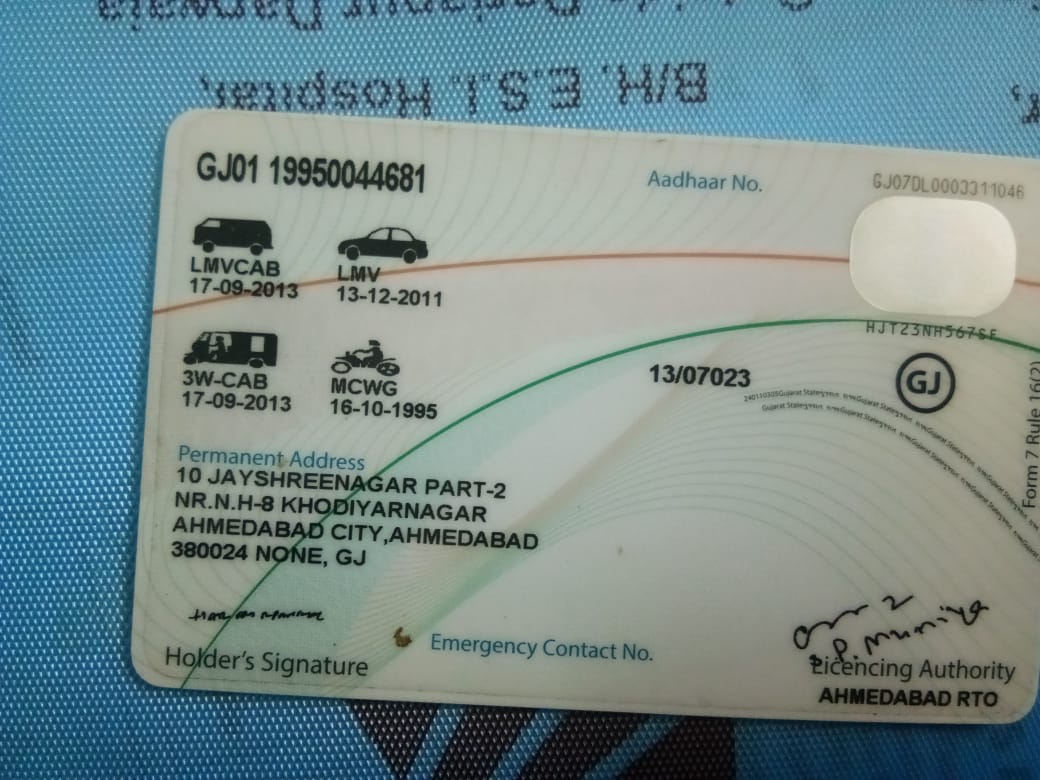 B/H. E.S.I. Hospital,
GJ01 19950044681
Aadhaar No.
GJ07DL0003311046
LMVCAB
17-09-2013
LMV
13-12-2011
HJT23NH567SF
3W-CAB
17-09-2013
MCWG
16-10-1995
13/07023
GJ
Form 7 Rule 16(2)
Permanent Address
10 JAYSHREENAGAR PART-2
NR.N.H-8 KHODIYARNAGAR
AHMEDABAD CITY,AHMEDABAD
380024 NONE, GJ
Holder's Signature
Emergency Contact No.
Licencing Authority
AHMEDABAD RTO